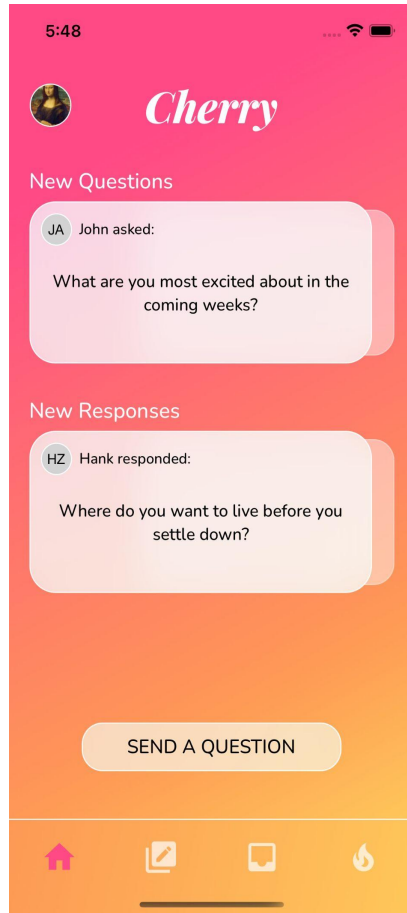 5:48
Cherry
New Questions
JA John asked:
What are you most excited about in the
coming weeks?
New Responses
HZ Hank responded:
Where do you want to live before you
settle down?
SEND A QUESTION